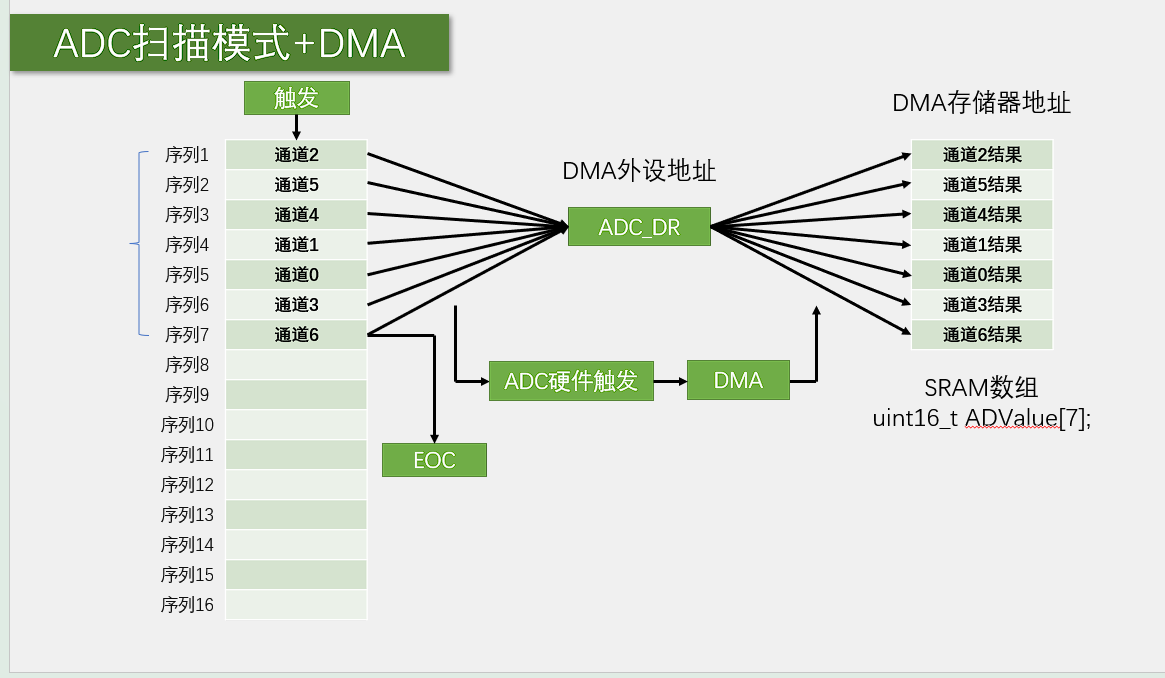 ADC扫描模式+DMA
触发
DMA存储器地址
序列1 通道2
序列2 通道5
序列3 通道4
序列4 通道1
序列5 通道0
序列6 通道3
序列7 通道6
序列8
序列9
序列10
序列11
序列12
序列13
序列14
序列15
序列16
DMA外设地址
ADC_DR
ADC硬件触发
DMA
EOC
通道2结果
通道5结果
通道4结果
通道1结果
通道0结果
通道3结果
通道6结果
SRAM数组
uint16_t ADValue[7];